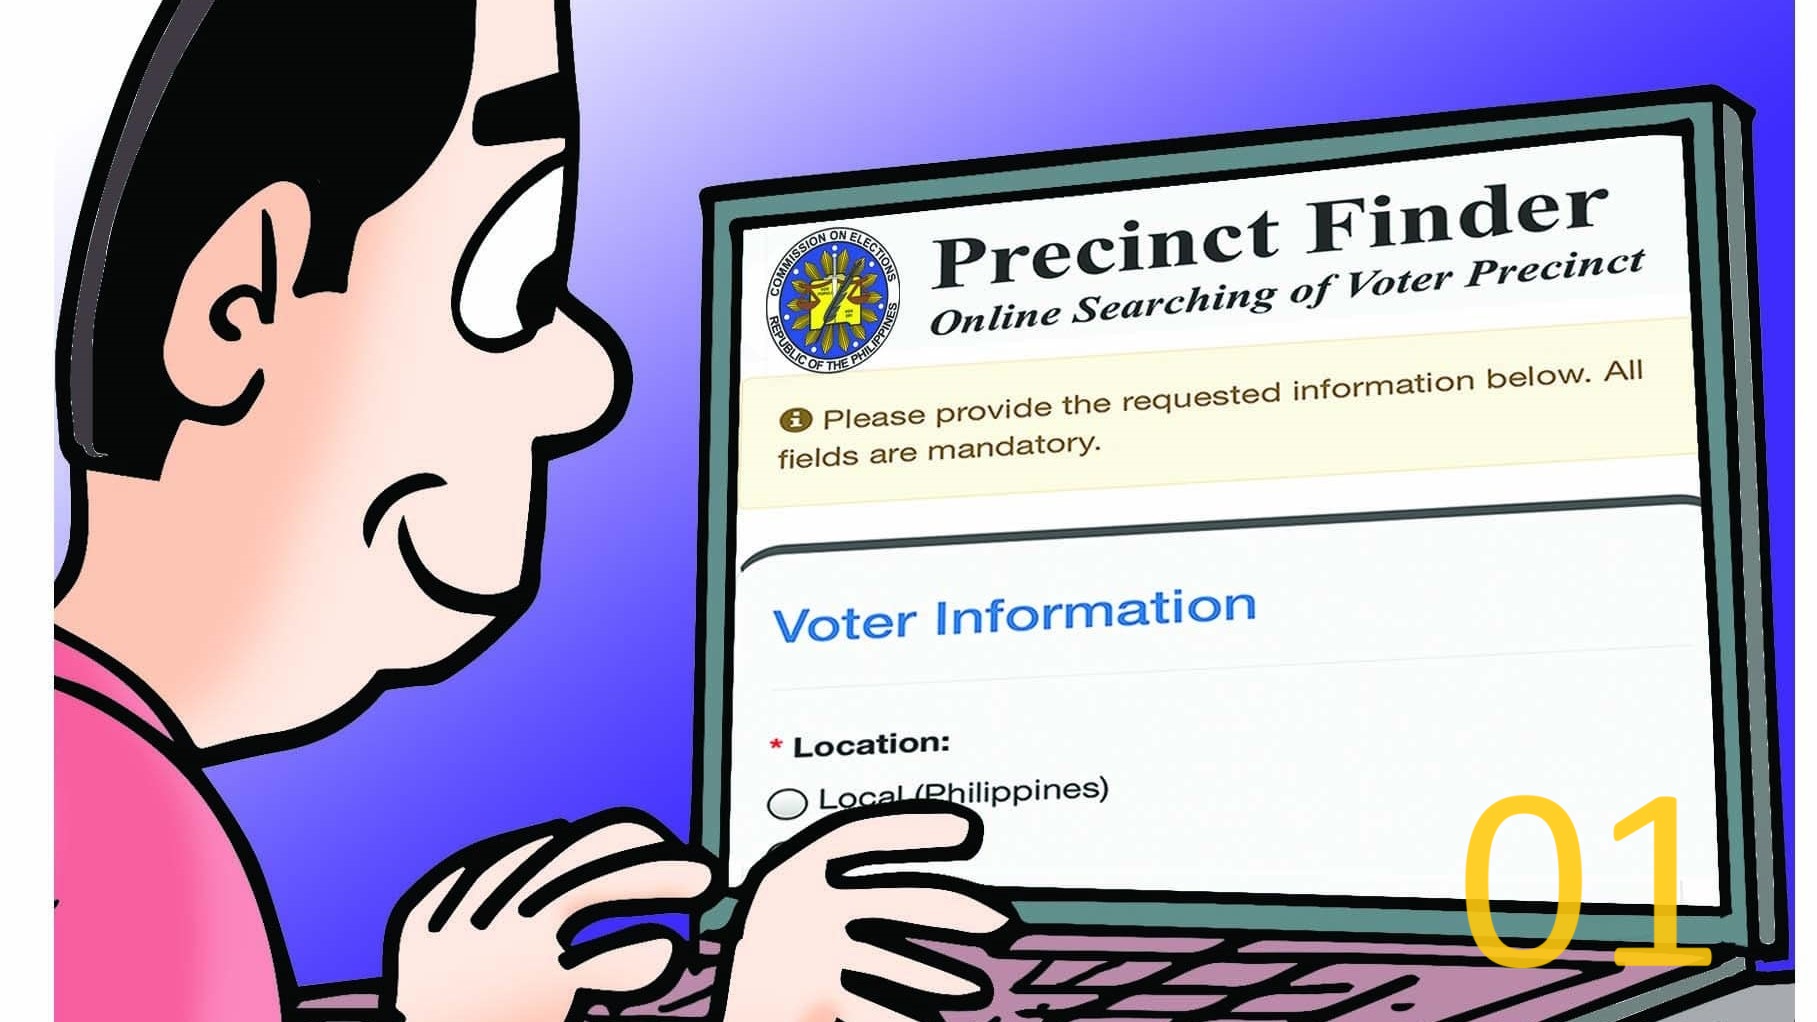 COMMISSION ON ELECTIONS
REPUBLIC OF THE PHILIPPINES
Precinct Finder
Online Searching of Voter Precinct
Please provide the requested information below. All
fields are mandatory.
Voter Information
* Location:
Local (Philippines)
01